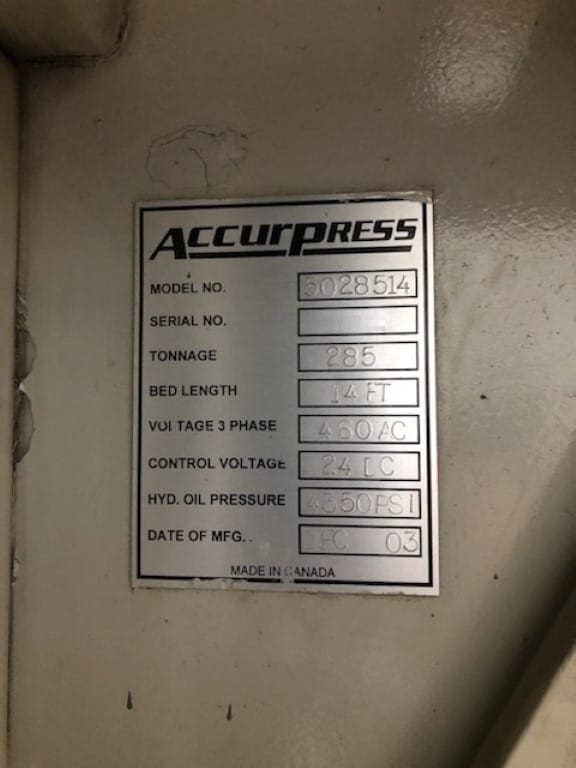 ACCURPRESS
MODEL NO. 5028514
SERIAL NO.
TONNAGE 285
BED LENGTH 14 FT
VOLTAGE 3 PHASE 460 AC
CONTROL VOLTAGE 24 DC
HYD. OIL PRESSURE 4350 PSI
DATE OF MFG. 03
MADE IN CANADA